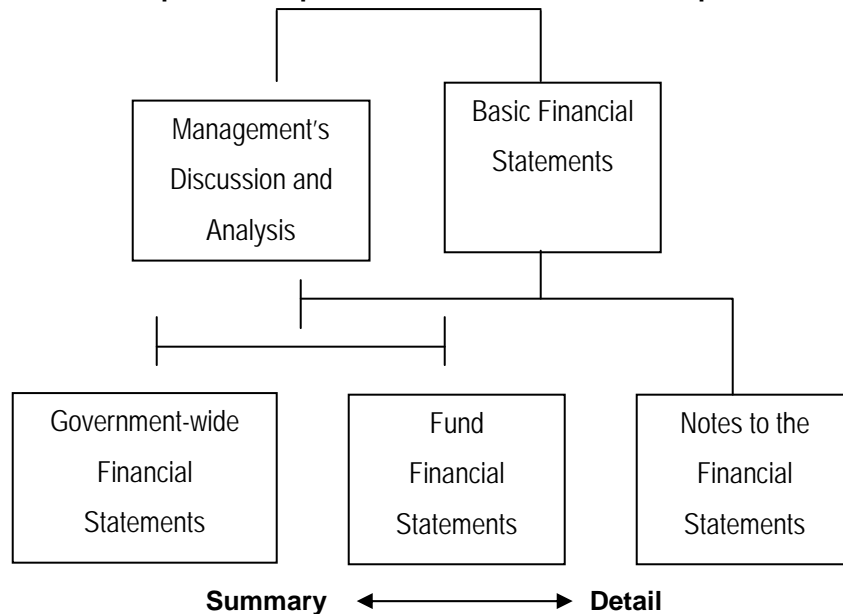 Management's
Discussion and
Analysis
Basic Financial
Statements
Government-wide
Financial
Statements
Fund
Financial
Statements
Notes to the
Financial
Statements
Summary Detail